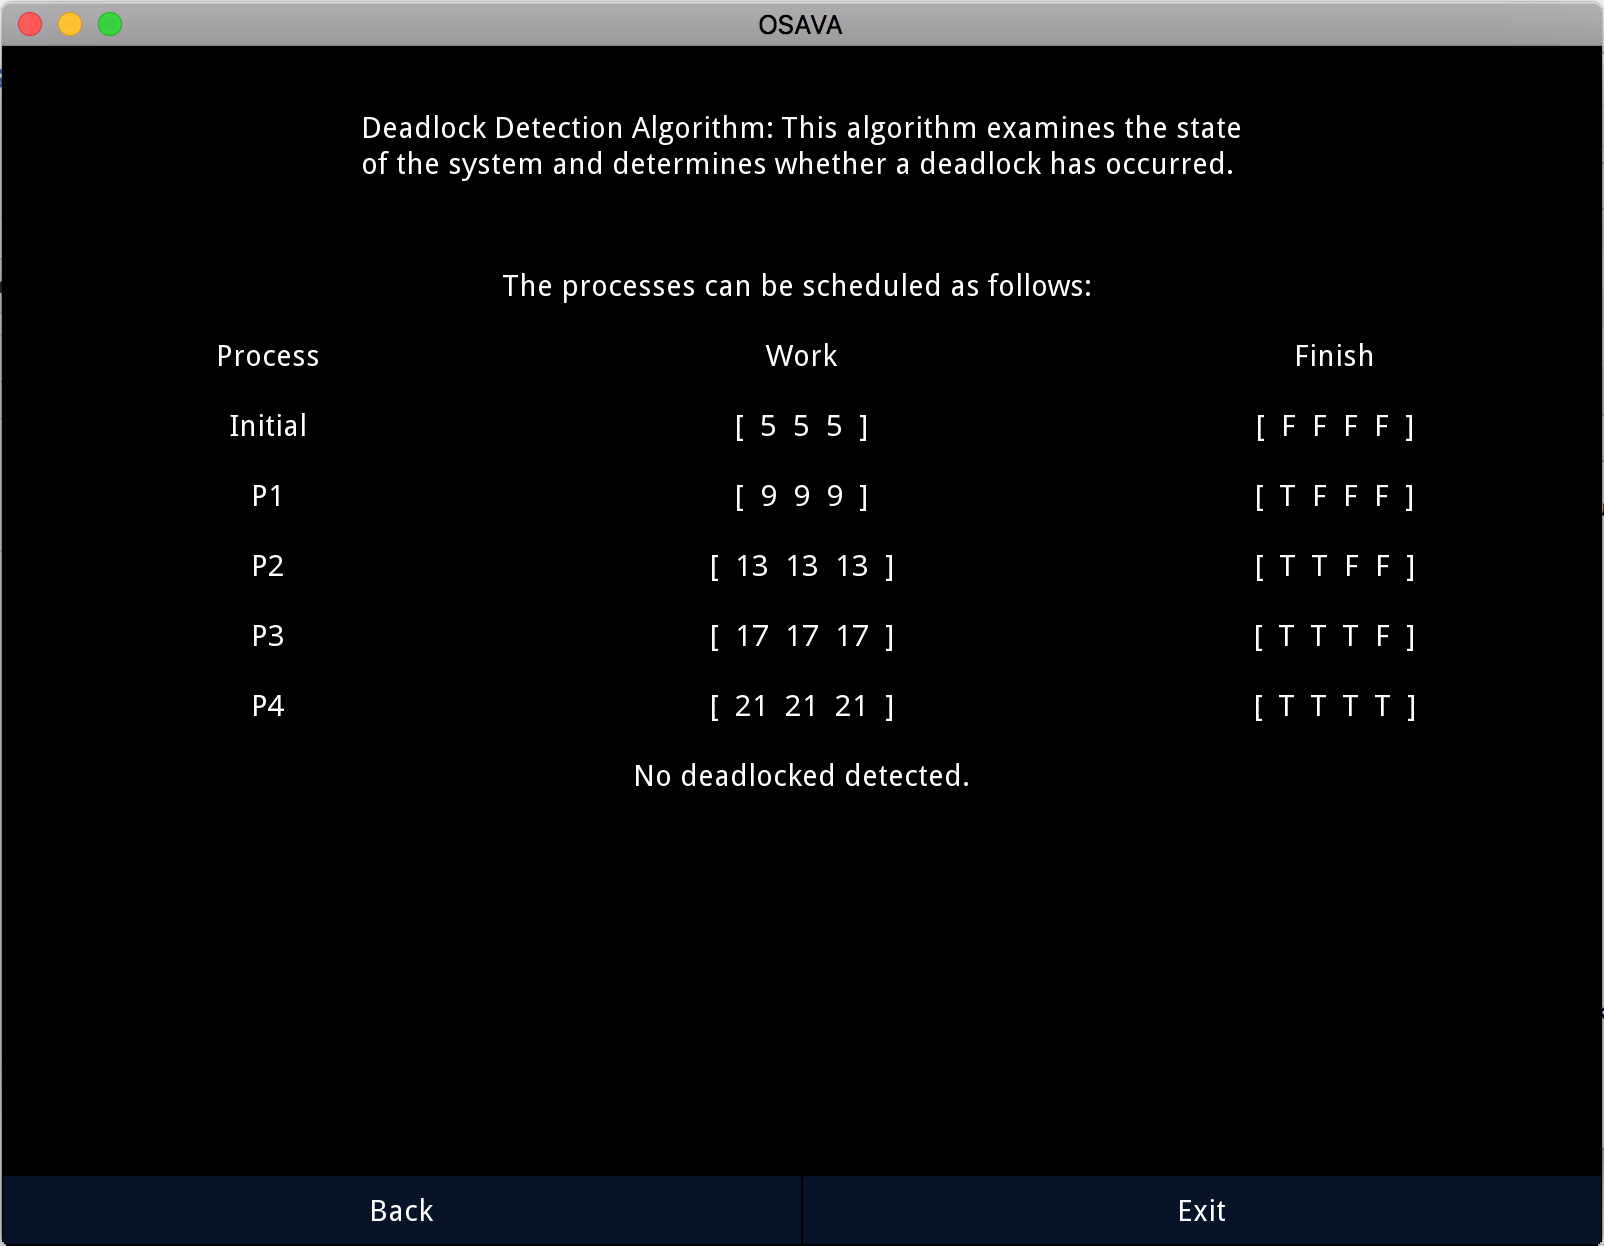 OSAVA
Deadlock Detection Algorithm: This algorithm examines the state
of the system and determines whether a deadlock has occurred.
The processes can be scheduled as follows:
Process Work Finish
Initial [ 5 5 5 ] [ F F F F ]
P1 [ 9 9 9 ] [ T F F F ]
P2 [ 13 13 13 ] [ T T F F ]
P3 [ 17 17 17 ] [ T T T F ]
P4 [ 21 21 21 ] [ T T T T ]
No deadlocked detected.
Back Exit